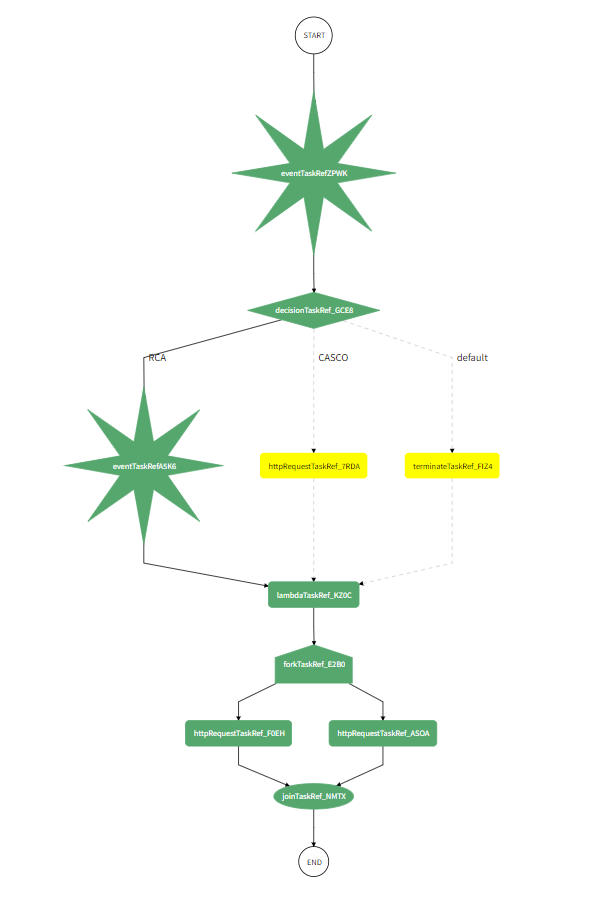 START
eventTaskRefZPWK
decisionTaskRef_GCE8
RCA
CASCO
default
eventTaskRefA5K6
httpRequestTaskRef_7RDA
terminateTaskRef_FIZ4
lambdaTaskRef_KZ0C
forkTaskRef_E2B0
httpRequestTaskRef_F0EH
httpRequestTaskRef_ASOA
joinTaskRef_NMTX
END